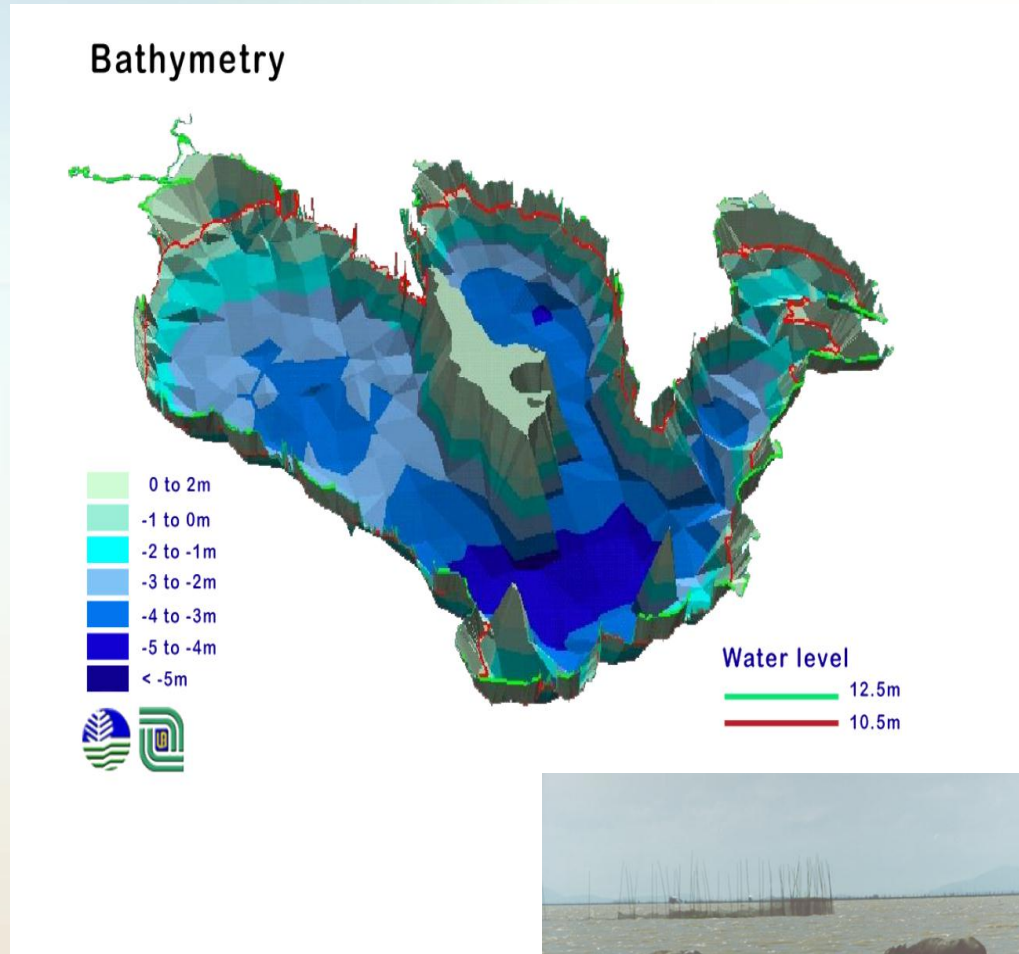 Bathymetry
0 to 2m
-1 to 0m
-2 to -1m
-3 to -2m
-4 to -3m
-5 to -4m
< -5m
Water level
12.5m
10.5m